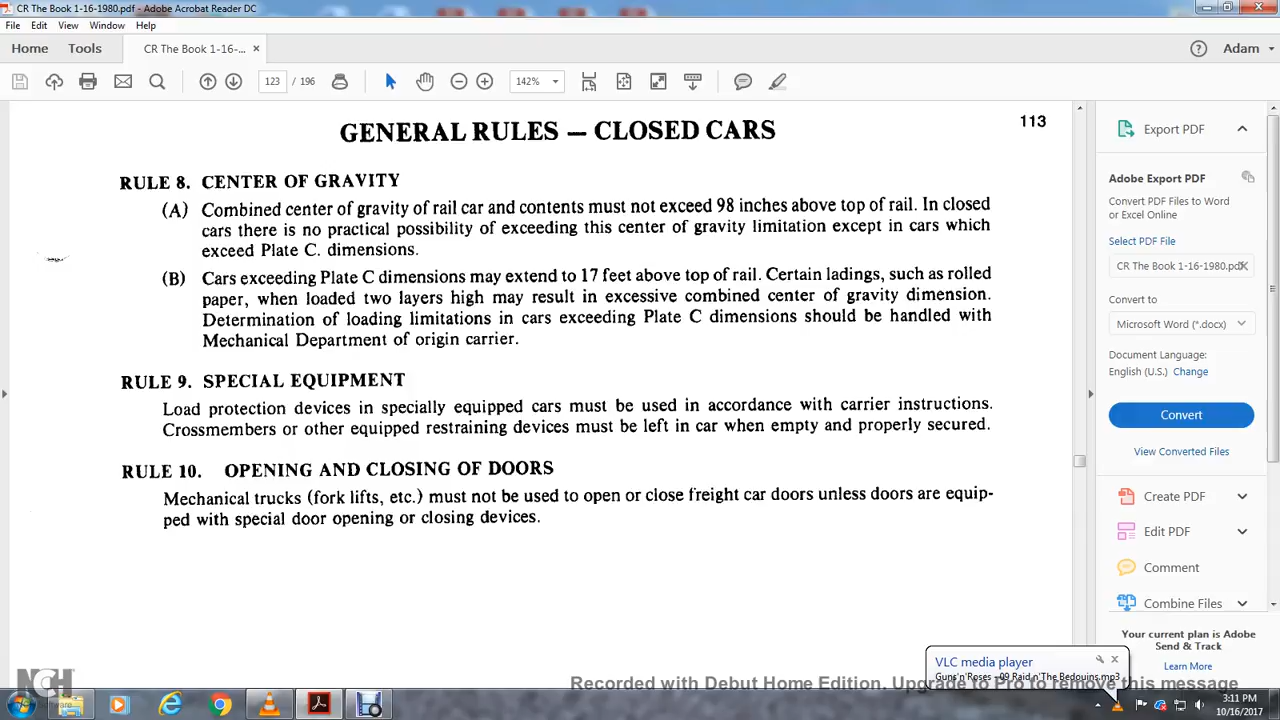 CR The Book 1-16-1980.pdf - Adobe Acrobat Reader DC
File Edit View Window Help
Home Tools CR The Book 1-16-... × Adam
123 / 196 142%
113
GENERAL RULES — CLOSED CARS
RULE 8. CENTER OF GRAVITY
(A) Combined center of gravity of rail car and contents must not exceed 98 inches above top of rail. In closed
cars there is no practical possibility of exceeding this center of gravity limitation except in cars which
exceed Plate C. dimensions.
(B) Cars exceeding Plate C dimensions may extend to 17 feet above top of rail. Certain ladings, such as rolled
paper, when loaded two layers high may result in excessive combined center of gravity dimension.
Determination of loading limitations in cars exceeding Plate C dimensions should be handled with
Mechanical Department of origin carrier.
RULE 9. SPECIAL EQUIPMENT
Load protection devices in specially equipped cars must be used in accordance with carrier instructions.
Crossmembers or other equipped restraining devices must be left in car when empty and properly secured.
RULE 10. OPENING AND CLOSING OF DOORS
Mechanical trucks (fork lifts, etc.) must not be used to open or close freight car doors unless doors are equip-
ped with special door opening or closing devices.
Export PDF
Adobe Export PDF
Convert PDF Files to Word
or Excel Online
Select PDF File
CR The Book 1-16-1980.pdf
Convert to
Microsoft Word (*.docx)
Document Language:
English (U.S.) Change
Convert
View Converted Files
Create PDF
Edit PDF
Comment
Combine Files
Your current plan is Adobe
Send & Track
Learn More
VLC media player
Guns n' Roses - 09 Raid n' The Bedouins.mp3
NCH
Software
Recorded with Debut Home Edition. Upgrade to Pro to remove this message
3:11 PM
10/16/2017